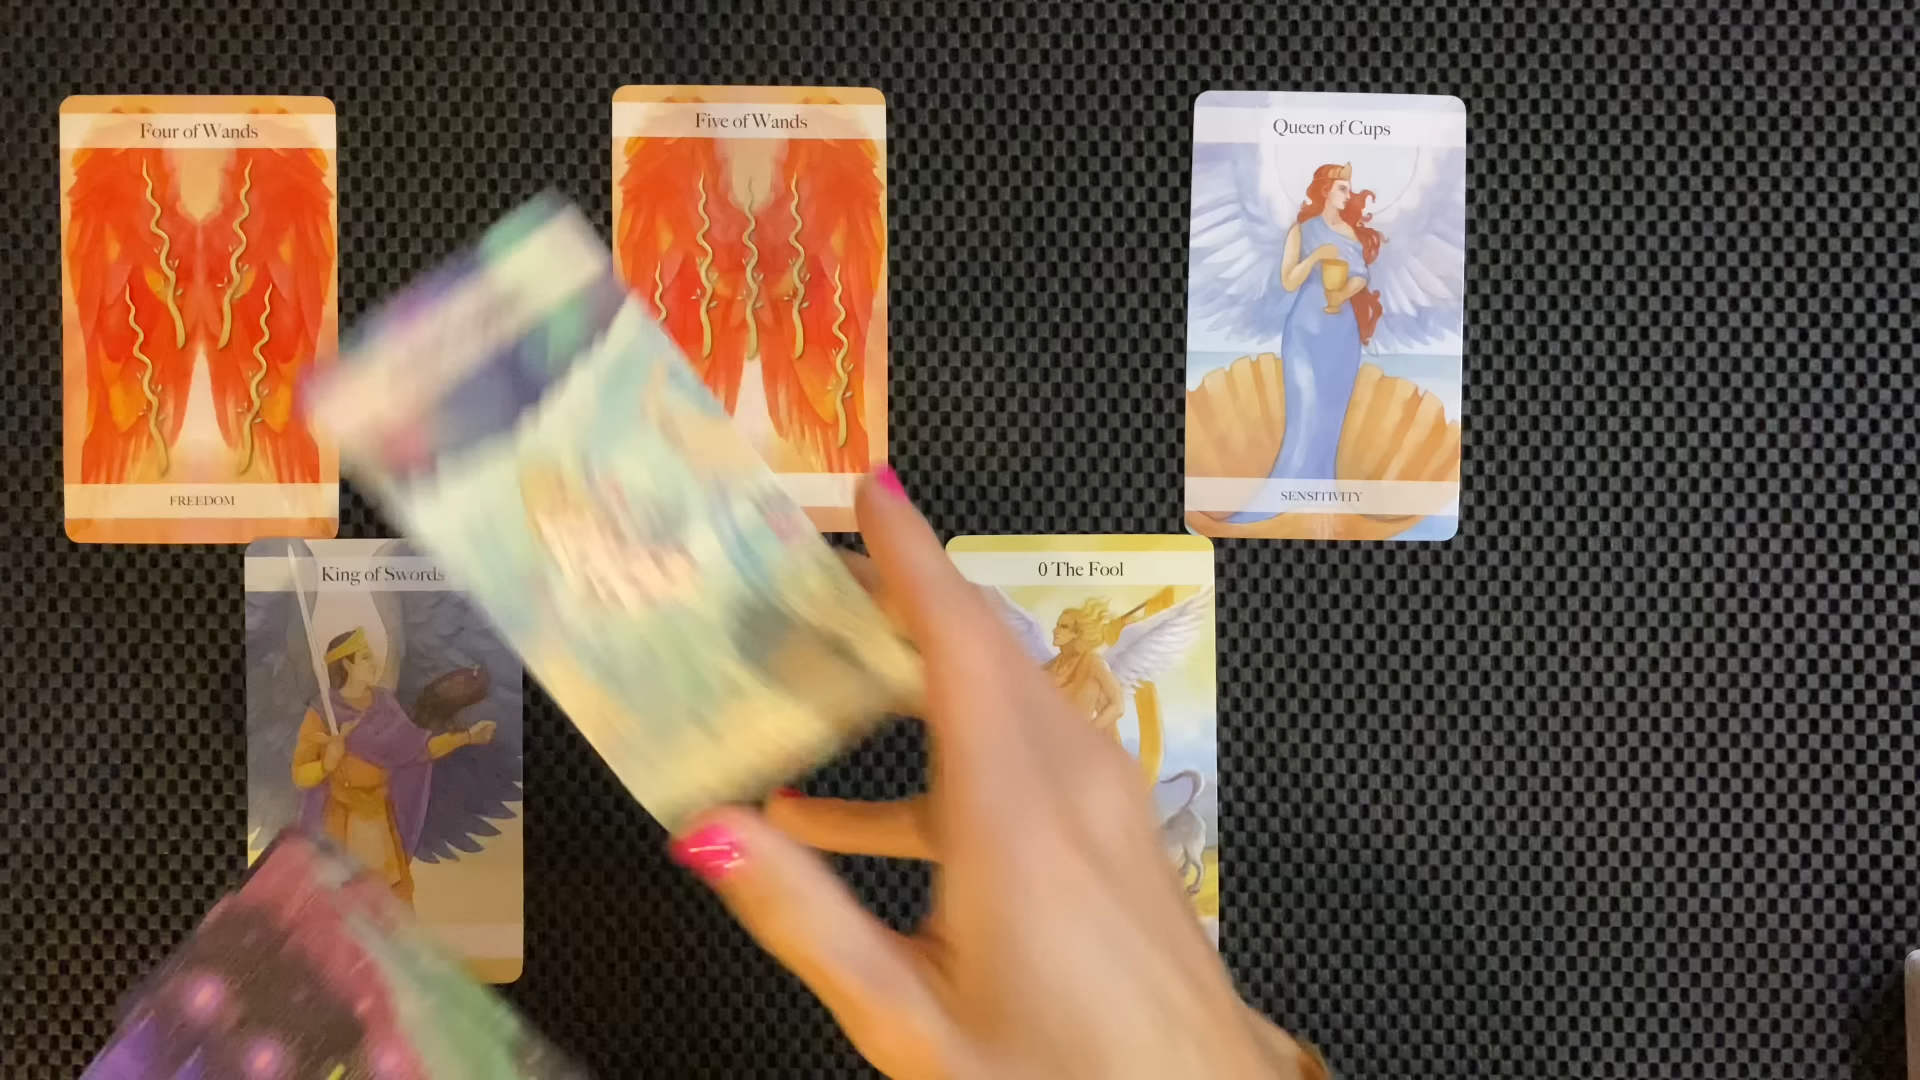 Four of Wands
Five of Wands
Queen of Cups
FREEDOM
SENSITIVITY
King of Swords
0 The Fool